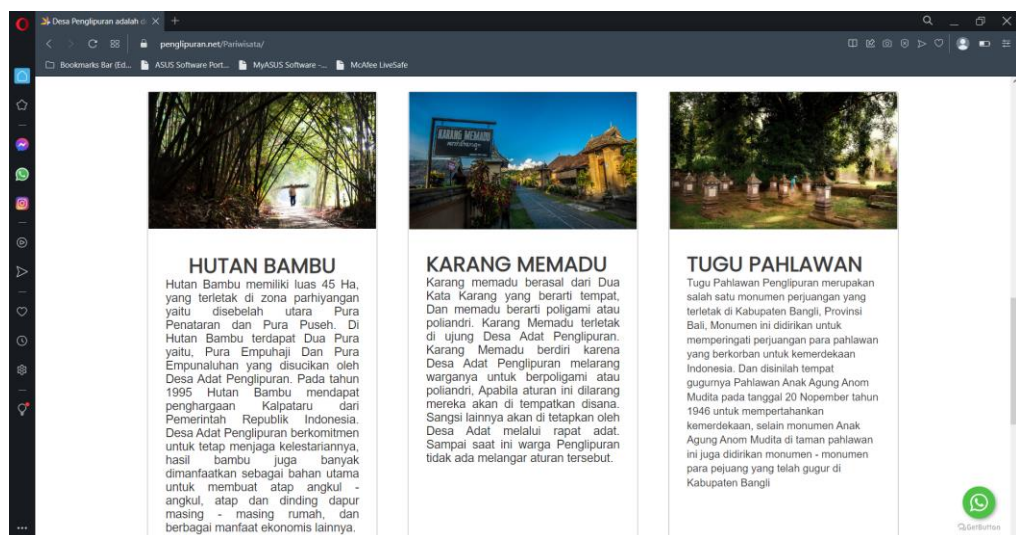 Desa Penglipuran adalah d
penglipuran.net/Pariwisata/
Bookmarks Bar (Ed...
ASUS Software Port...
MyASUS Software -...
McAfee LiveSafe
KARANG MEMADU
HUTAN BAMBU
Hutan Bambu memiliki luas 45 Ha,
yang terletak di zona parhiyangan
yaitu disebelah utara Pura
Penataran dan Pura Puseh. Di
Hutan Bambu terdapat Dua Pura
yaitu, Pura Empuhaji Dan Pura
Empunaluhan yang disucikan oleh
Desa Adat Penglipuran. Pada tahun
1995 Hutan Bambu mendapat
penghargaan Kalpataru dari
Pemerintah Republik Indonesia.
Desa Adat Penglipuran berkomitmen
untuk tetap menjaga kelestariannya,
hasil bambu juga banyak
dimanfaatkan sebagai bahan utama
untuk membuat atap angkul -
angkul, atap dan dinding dapur
masing - masing rumah, dan
berbagai manfaat ekonomis lainnya.
KARANG MEMADU
Karang memadu berasal dari Dua
Kata Karang yang berarti tempat,
Dan memadu berarti poligami atau
poliandri. Karang Memadu terletak
di ujung Desa Adat Penglipuran.
Karang Memadu berdiri karena
Desa Adat Penglipuran melarang
warganya untuk berpoligami atau
poliandri, Apabila aturan ini dilarang
mereka akan di tempatkan disana.
Sangsi lainnya akan di tetapkan oleh
Desa Adat melalui rapat adat.
Sampai saat ini warga Penglipuran
tidak ada melangar aturan tersebut.
TUGU PAHLAWAN
Tugu Pahlawan Penglipuran merupakan
salah satu monumen perjuangan yang
terletak di Kabupaten Bangli, Provinsi
Bali, Monumen ini didirikan untuk
memperingati perjuangan para pahlawan
yang berkorban untuk kemerdekaan
Indonesia. Dan disinilah tempat
gugurnya Pahlawan Anak Agung Anom
Mudita pada tanggal 20 Nopember tahun
1946 untuk mempertahankan
kemerdekaan, selain monumen Anak
Agung Anom Mudita di taman pahlawan
ini juga didirikan monumen - monumen
para pejuang yang telah gugur di
Kabupaten Bangli
GetButton